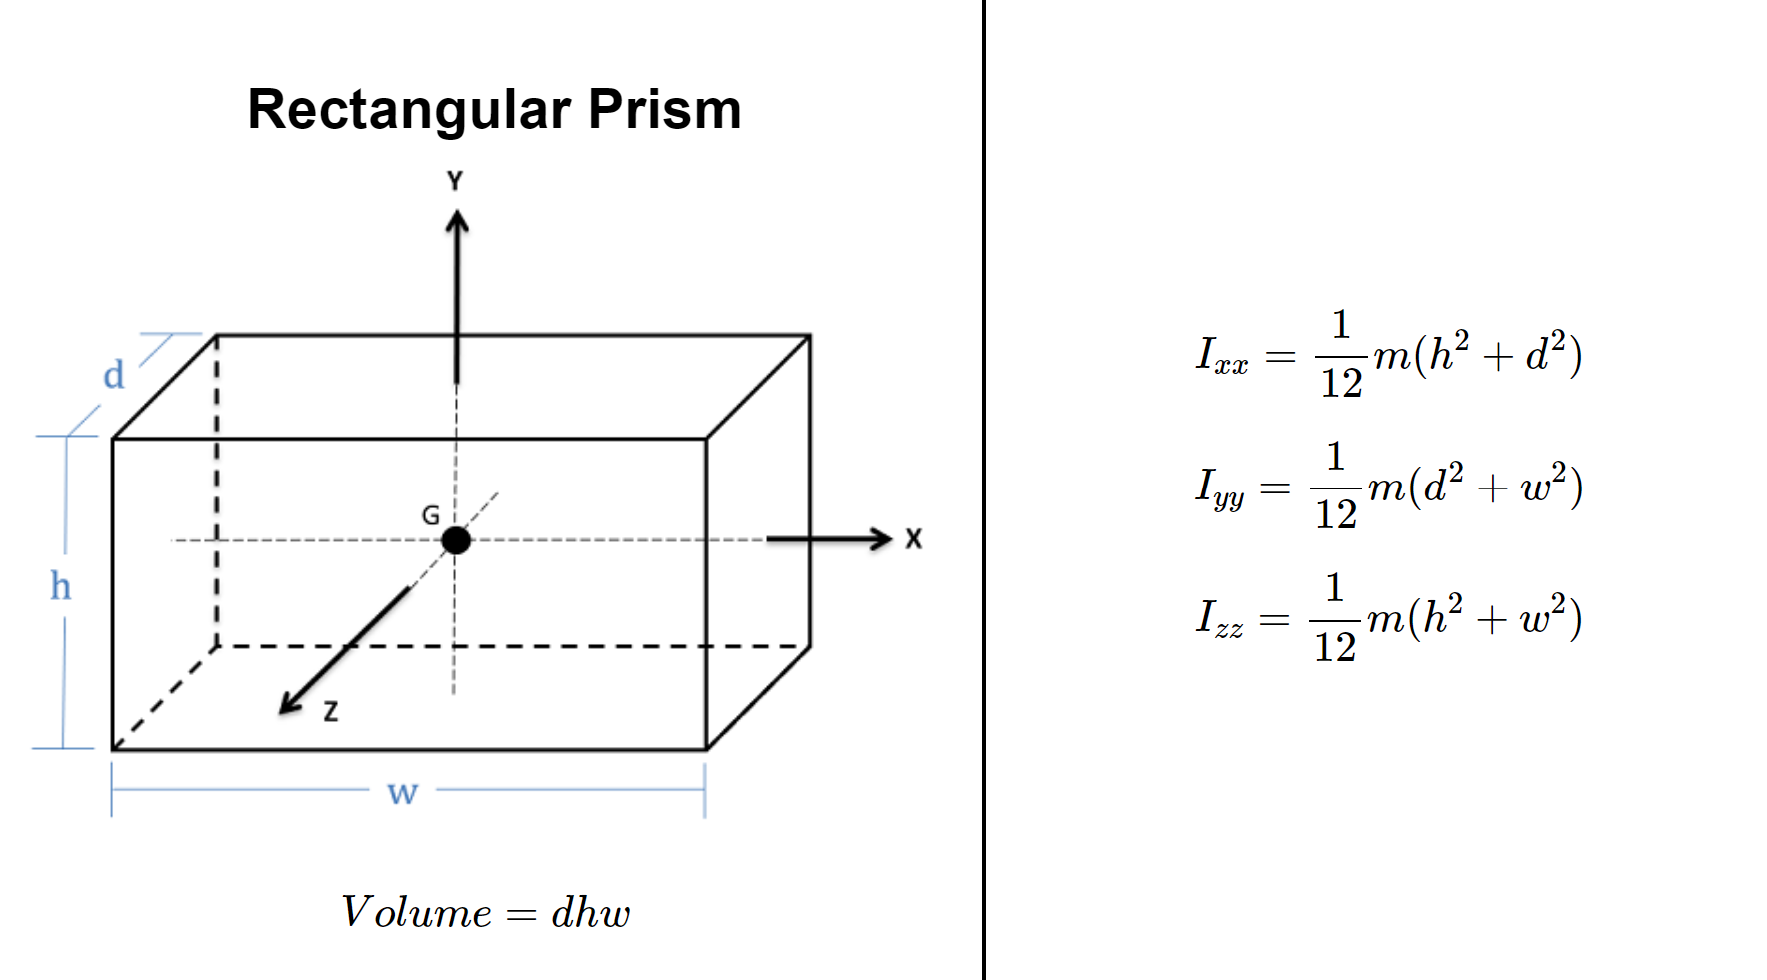 Rectangular Prism
Y
d
G
X
h
Z
w
Volume = dhw
I_{xx} = \frac{1}{12}m(h^2 + d^2)
I_{yy} = \frac{1}{12}m(d^2 + w^2)
I_{zz} = \frac{1}{12}m(h^2 + w^2)